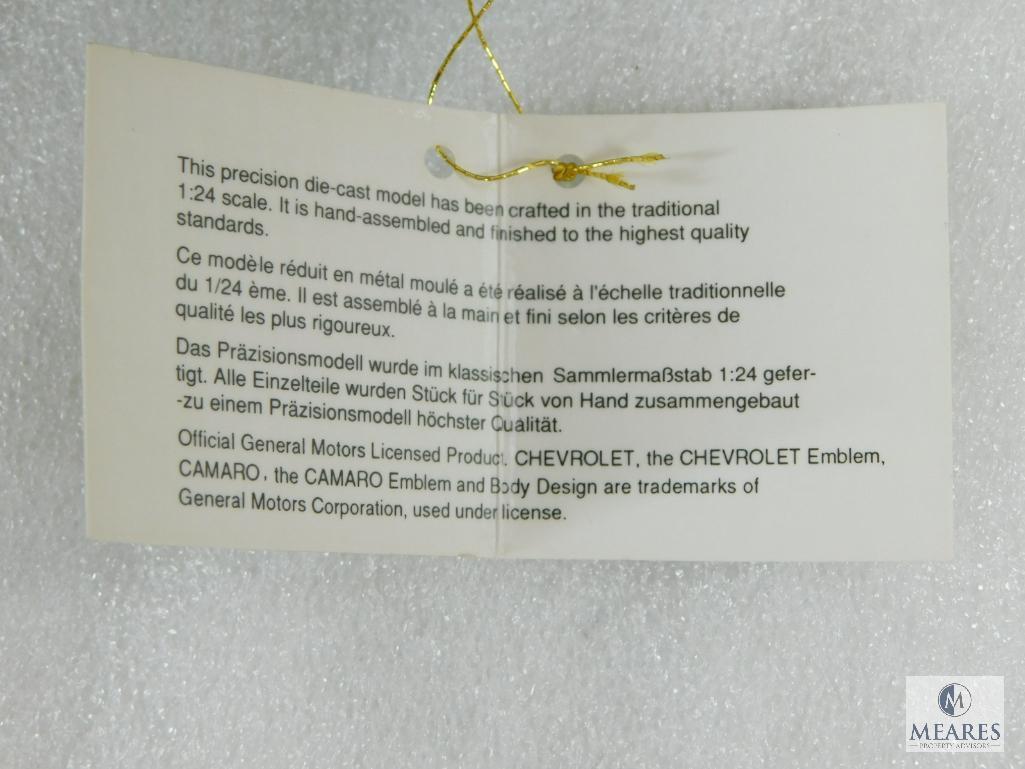 This precision die-cast model has been crafted in the traditional
1:24 scale. It is hand-assembled and finished to the highest quality
standards.
Ce modèle réduit en métal moulé a été réalisé à l'échelle traditionnelle
du 1/24 ème. Il est assemblé à la main et fini selon les critères de
qualité les plus rigoureux.
Das Präzisionsmodell wurde im klassischen Sammlermaßstab 1:24 gefer-
tigt. Alle Einzelteile wurden Stück für Stück von Hand zusammengebaut
-zu einem Präzisionsmodell höchster Qualität.
Official General Motors Licensed Product. CHEVROLET, the CHEVROLET Emblem,
CAMARO, the CAMARO Emblem and Body Design are trademarks of
General Motors Corporation, used under license.
M
MEARES
PROPERTY ADVISORS